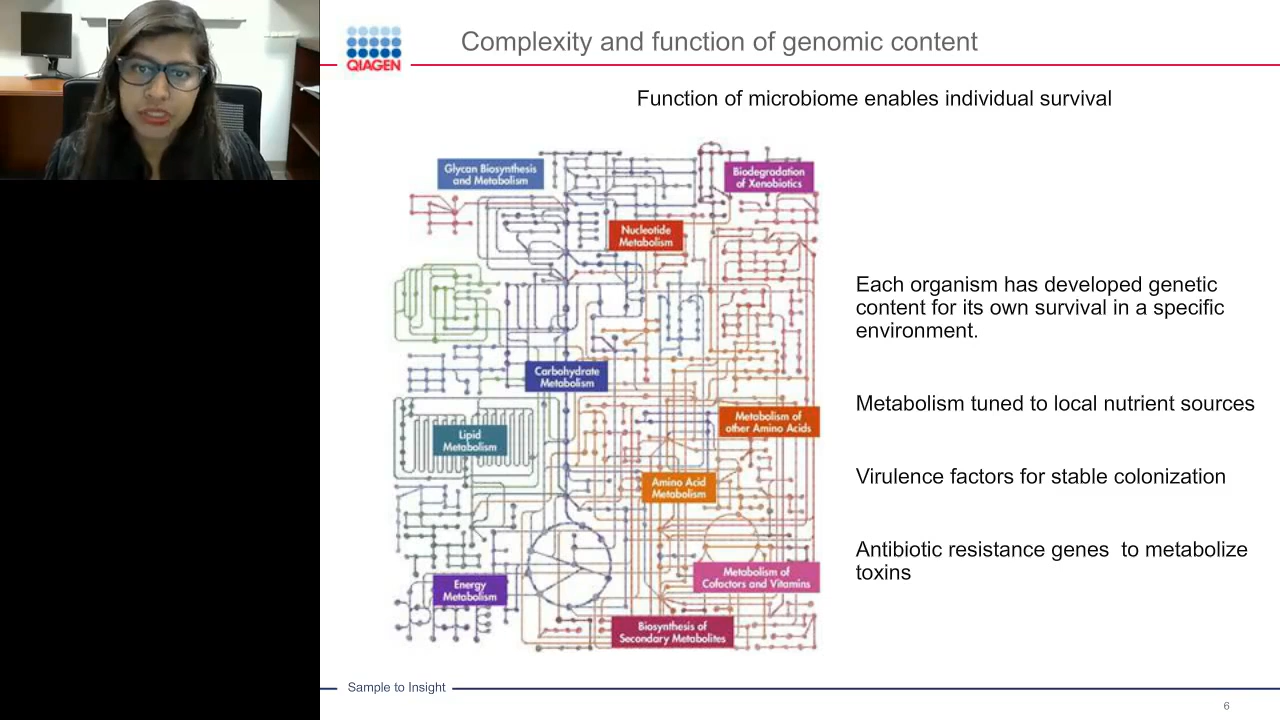 QIAGEN
Complexity and function of genomic content
Function of microbiome enables individual survival
Glycan Biosynthesis
and Metabolism
Biodegradation
of Xenobiotics
Nucleotide
Metabolism
Carbohydrate
Metabolism
Metabolism of
other Amino Acids
Lipid
Metabolism
Amino Acid
Metabolism
Metabolism of
Cofactors and Vitamins
Energy
Metabolism
Biosynthesis of
Secondary Metabolites
Each organism has developed genetic
content for its own survival in a specific
environment.
Metabolism tuned to local nutrient sources
Virulence factors for stable colonization
Antibiotic resistance genes  to metabolize
toxins
Sample to Insight
6